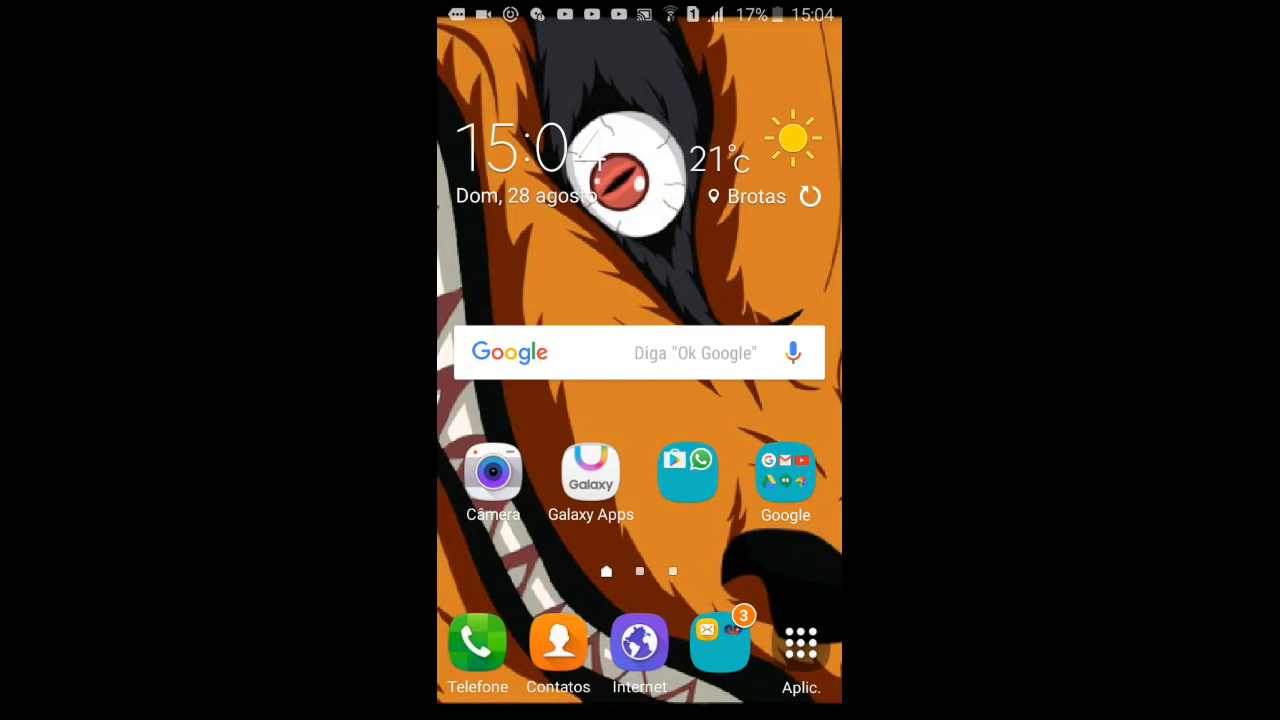 1 17% 15:04
15:04
21°c
Dom, 28 agosto
Brotas
Google Diga "Ok Google"
Galaxy
Câmera Galaxy Apps Google
3
Telefone Contatos Internet Aplic.